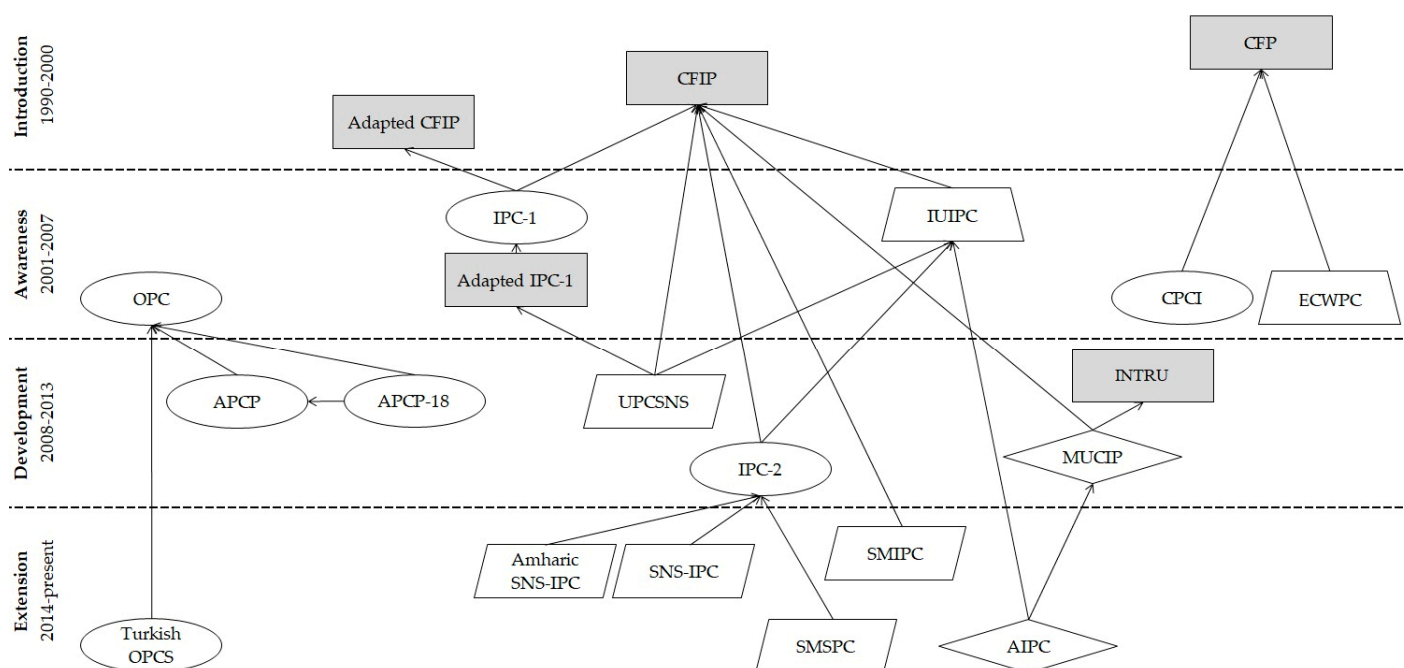 Introduction
1990-2000
CFIP
CFP
Adapted CFIP
Awareness
2001-2007
IPC-1
IUIPC
Adapted IPC-1
OPC
CPCI
ECWPC
Development
2008-2013
APCP
APCP-18
UPCSNS
INTRU
IPC-2
MUCIP
Extension
2014-present
Amharic
SNS-IPC
SNS-IPC
SMIPC
Turkish
OPCS
SMSPC
AIPC